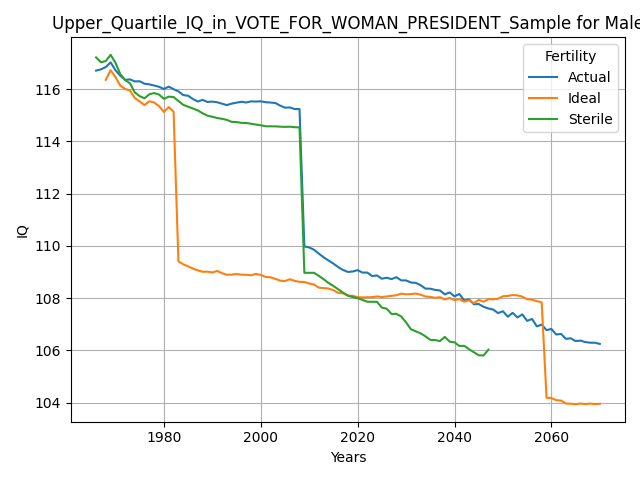 Upper_Quartile_IQ_in_VOTE_FOR_WOMAN_PRESIDENT_Sample for Male
Fertility
Actual
Ideal
Sterile
116
114
112
110
108
106
104
IQ
1980
2000
2020
2040
2060
Years